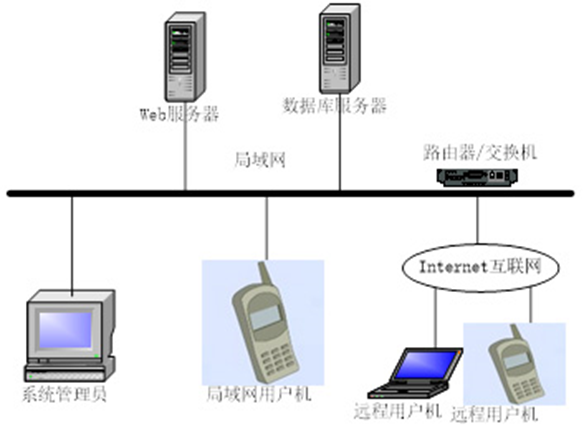 Web服务器
数据库服务器
局域网
路由器/交换机
Internet互联网
系统管理员
局域网用户机
远程用户机
远程用户机